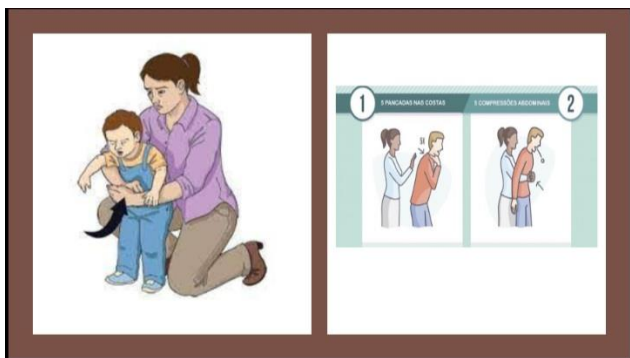 1
5 PANCADAS NAS COSTAS
5 COMPRESSÕES ABDOMINAIS
2